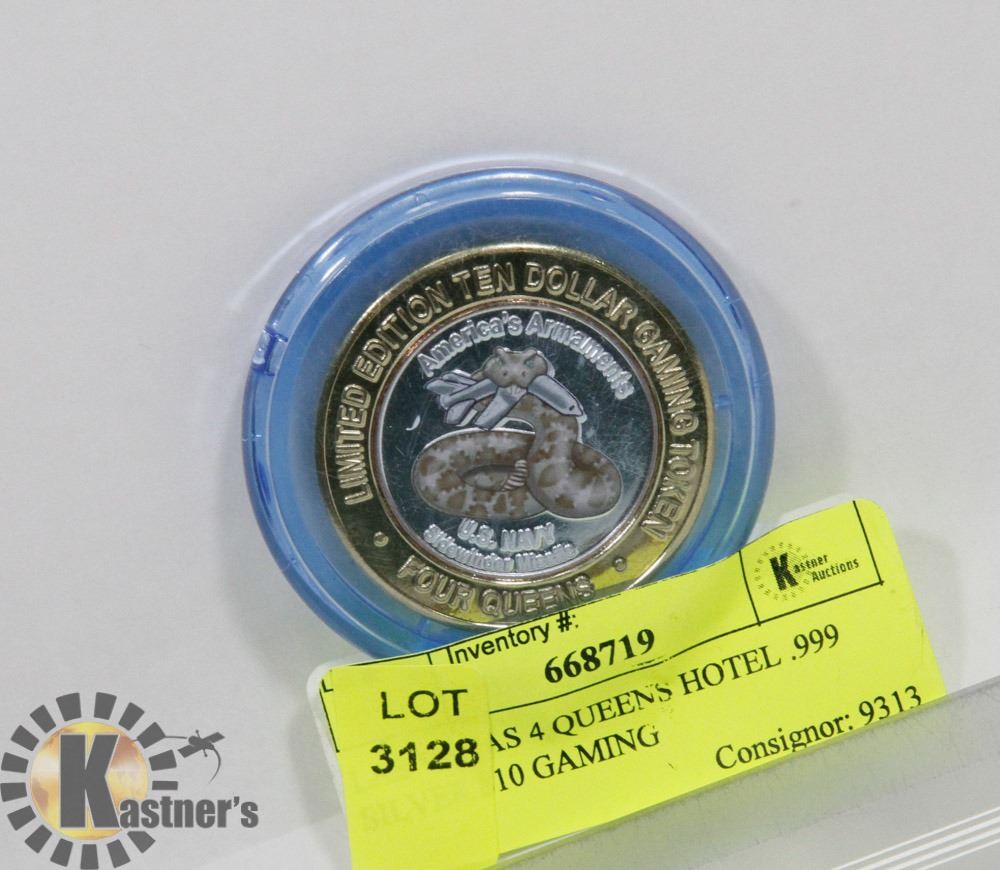 LIMITED EDITION TEN DOLLAR GAMING TOKEN
America's Armaments
U.S. NAVY
Sidewinder Missile
• FOUR QUEENS •
Kastner
Auctions
Inventory #:
668719
LOT
3128
AS 4 QUEENS HOTEL .999
10 GAMING
Consignor: 9313
Kastner's